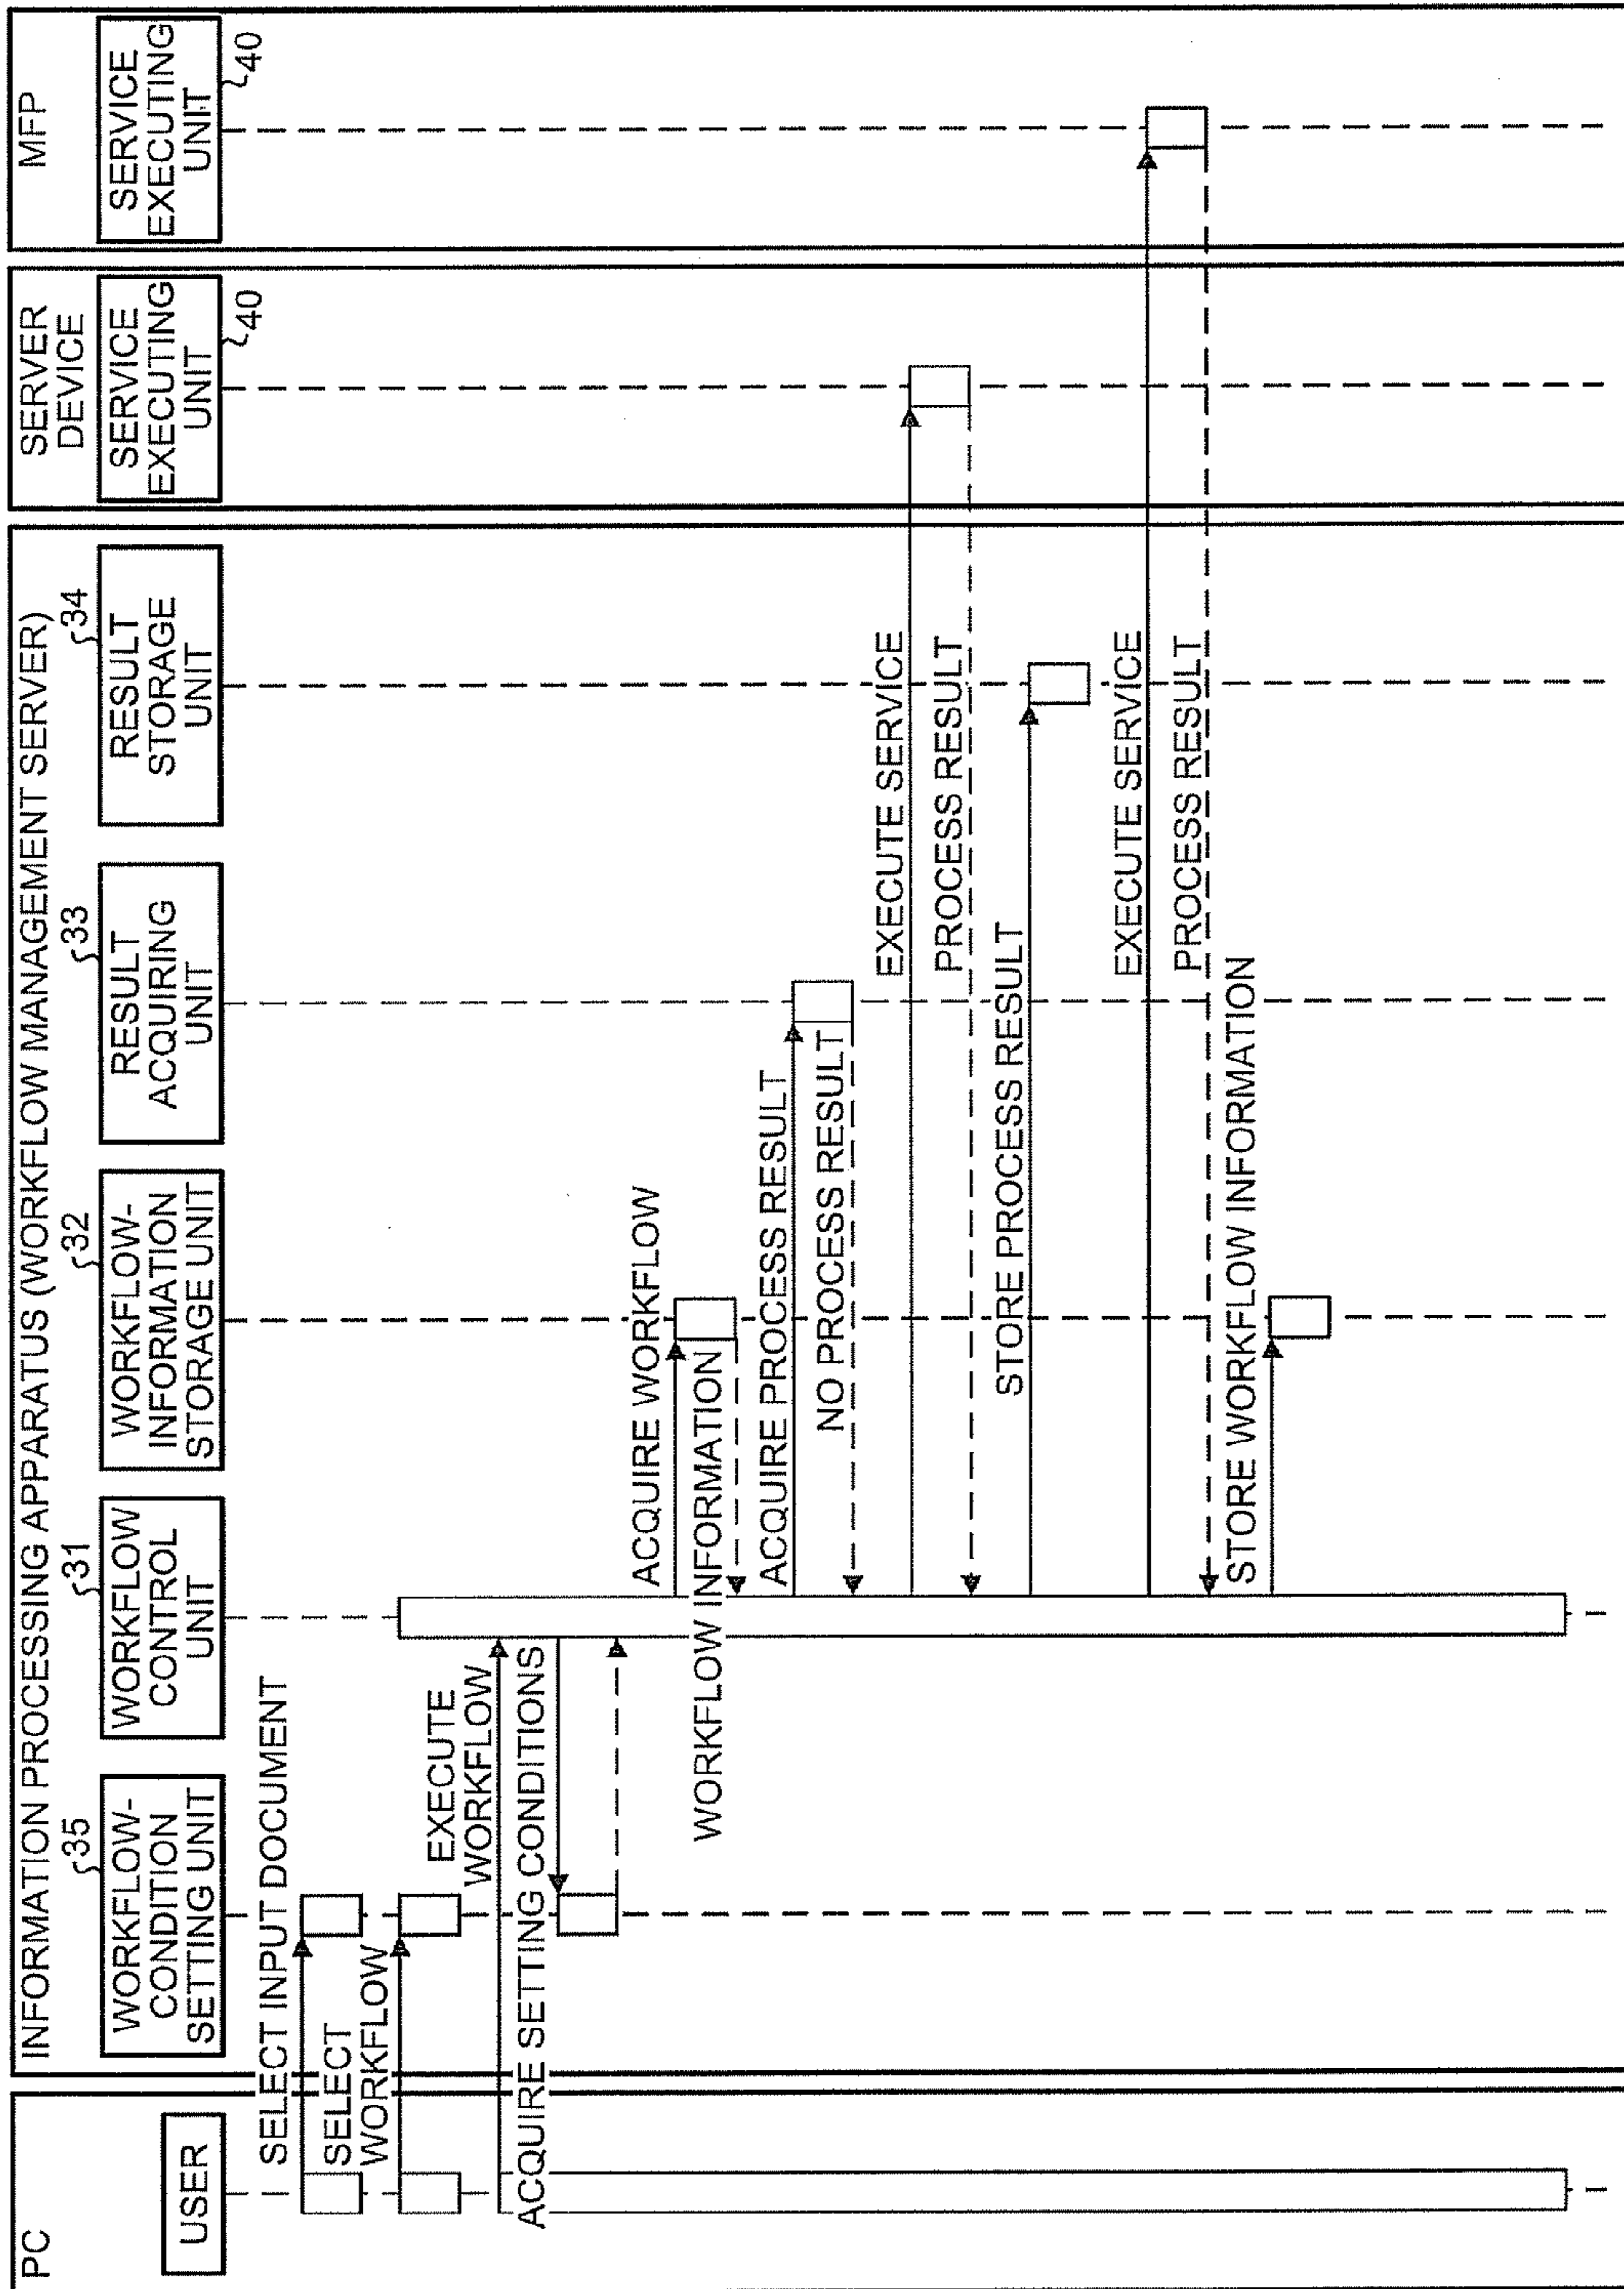 PC
USER
INFORMATION PROCESSING APPARATUS (WORKFLOW MANAGEMENT SERVER)
35
WORKFLOW-
CONDITION
SETTING UNIT
31
WORKFLOW
CONTROL
UNIT
32
WORKFLOW-
INFORMATION
STORAGE UNIT
33
RESULT
ACQUIRING
UNIT
34
RESULT
STORAGE
UNIT
SERVER
DEVICE
SERVICE
EXECUTING
UNIT
40
MFP
SERVICE
EXECUTING
UNIT
40
SELECT INPUT DOCUMENT
SELECT
WORKFLOW
EXECUTE
WORKFLOW
ACQUIRE SETTING CONDITIONS
ACQUIRE WORKFLOW
WORKFLOW INFORMATION
ACQUIRE PROCESS RESULT
NO PROCESS RESULT
EXECUTE SERVICE
PROCESS RESULT
STORE PROCESS RESULT
EXECUTE SERVICE
PROCESS RESULT
STORE WORKFLOW INFORMATION